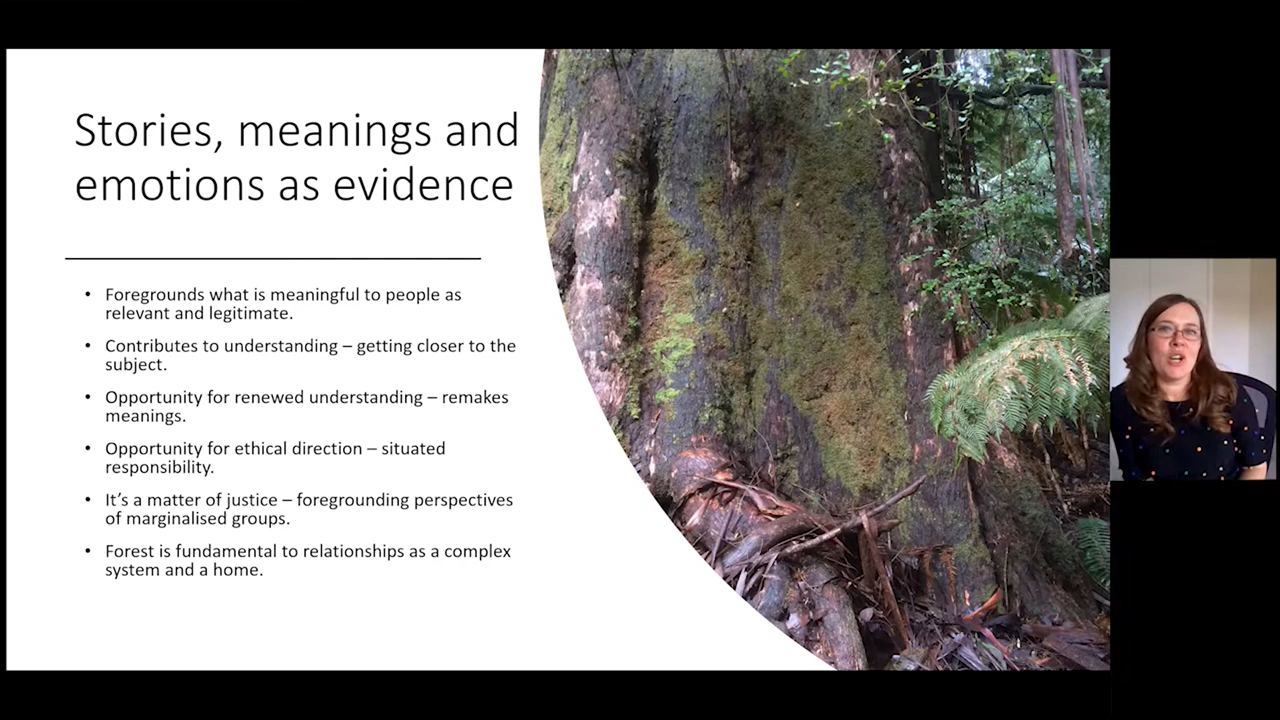 Stories, meanings and
emotions as evidence
• Foregrounds what is meaningful to people as
relevant and legitimate.
• Contributes to understanding – getting closer to the
subject.
• Opportunity for renewed understanding – remakes
meanings.
• Opportunity for ethical direction – situated
responsibility.
• It’s a matter of justice – foregrounding perspectives
of marginalised groups.
• Forest is fundamental to relationships as a complex
system and a home.